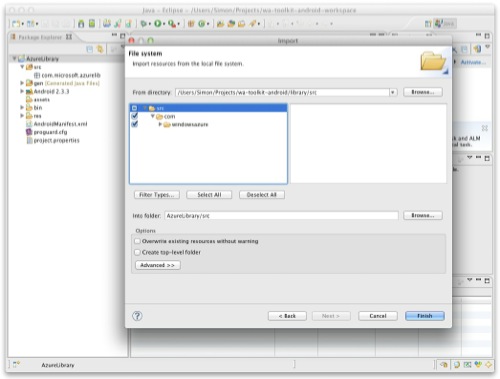 Java - Eclipse - /Users/Simon/Projects/wa-toolkit-android-workspace
Java
Package Explorer
AzureLibrary
src
com.microsoft.azurelib
gen [Generated Java Files]
Android 2.3.3
assets
bin
res
AndroidManifest.xml
proguard.cfg
project.properties
Import
File system
Import resources from the local file system.
From directory: /Users/Simon/Projects/wa-toolkit-android/library/src
Browse...
src
com
windowsazure
Filter Types...
Select All
Deselect All
Into folder: AzureLibrary/src
Browse...
Options
Overwrite existing resources without warning
Create top-level folder
Advanced >>
< Back
Next >
Cancel
Finish
Activate...
k and ALM
cal task.
AzureLibrary